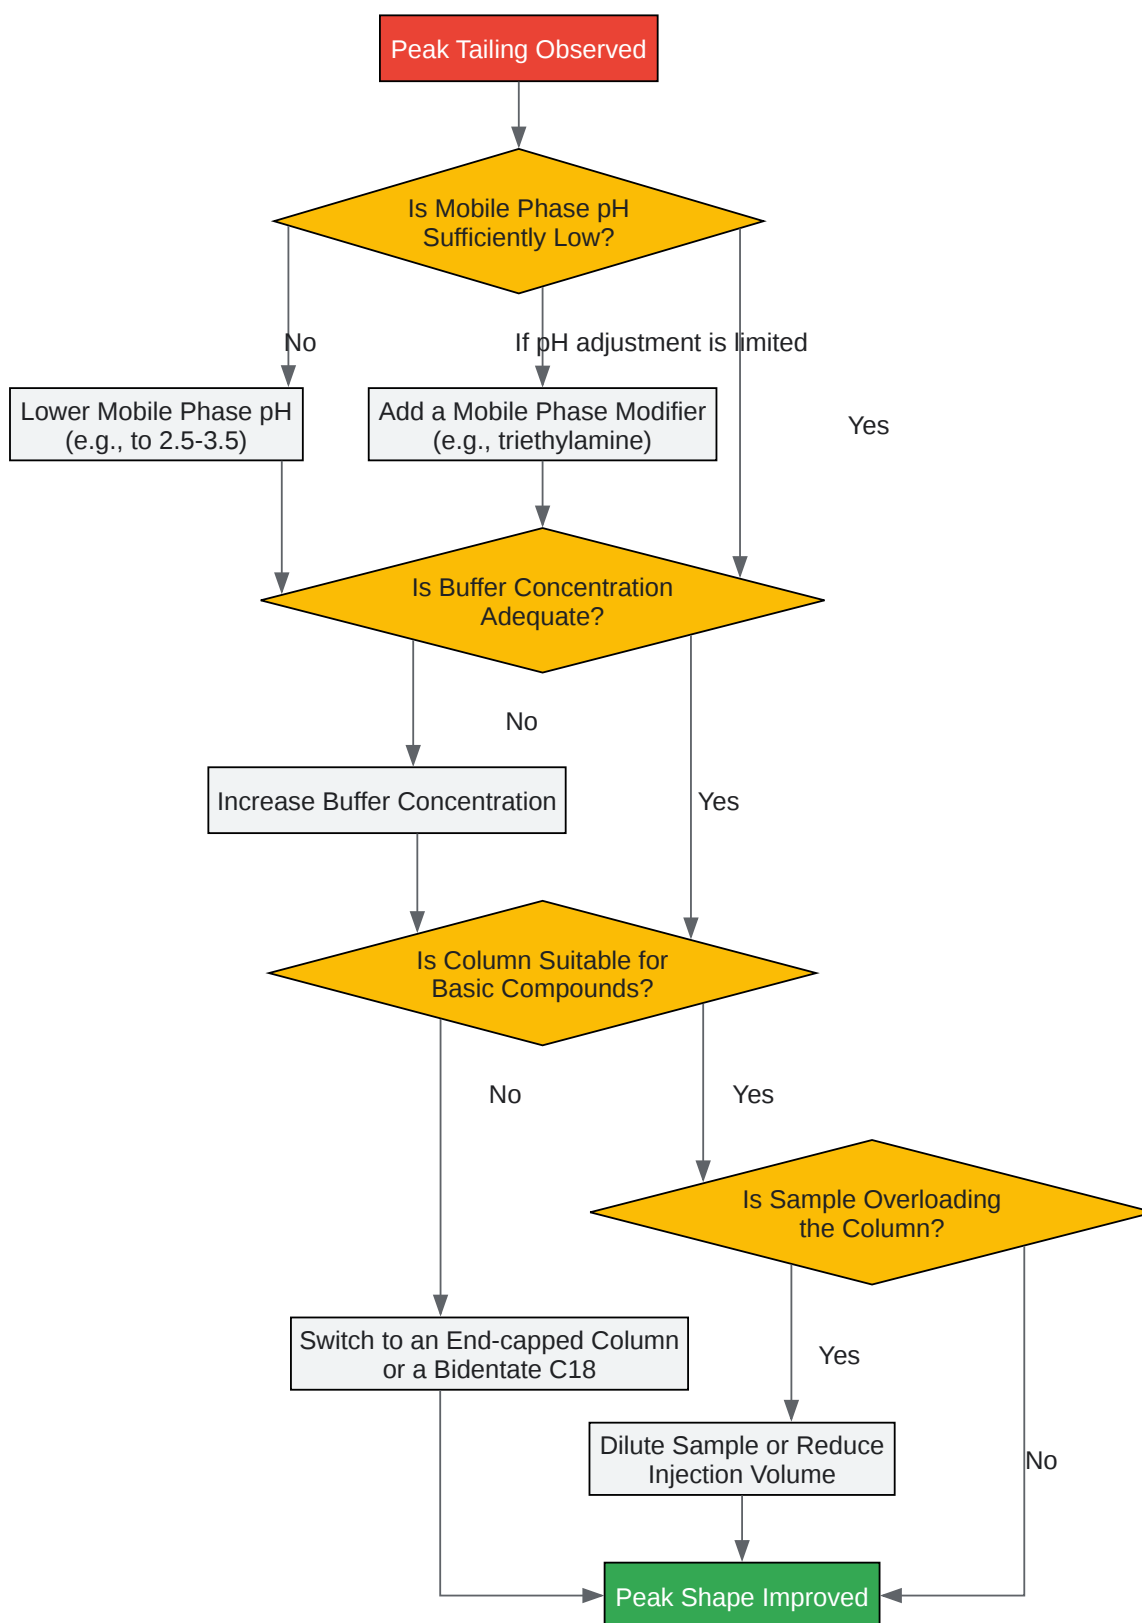 Peak Tailing Observed
Is Mobile Phase pH
Sufficiently Low?
No
If pH adjustment is limited
Lower Mobile Phase pH
(e.g., to 2.5-3.5)
Add a Mobile Phase Modifier
(e.g., triethylamine)
Yes
Is Buffer Concentration
Adequate?
No
Increase Buffer Concentration
Yes
Is Column Suitable for
Basic Compounds?
No
Yes
Is Sample Overloading
the Column?
Switch to an End-capped Column
or a Bidentate C18
Yes
Dilute Sample or Reduce
Injection Volume
No
Peak Shape Improved